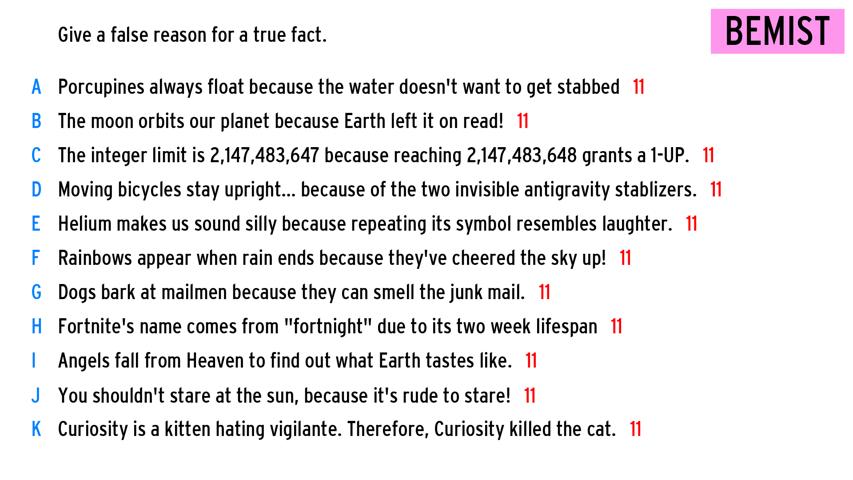 Give a false reason for a true fact.
BEMIST
A Porcupines always float because the water doesn't want to get stabbed 11
B The moon orbits our planet because Earth left it on read! 11
C The integer limit is 2,147,483,647 because reaching 2,147,483,648 grants a 1-UP. 11
D Moving bicycles stay upright... because of the two invisible antigravity stablizers. 11
E Helium makes us sound silly because repeating its symbol resembles laughter. 11
F Rainbows appear when rain ends because they've cheered the sky up! 11
G Dogs bark at mailmen because they can smell the junk mail. 11
H Fortnite's name comes from "fortnight" due to its two week lifespan 11
I Angels fall from Heaven to find out what Earth tastes like. 11
J You shouldn't stare at the sun, because it's rude to stare! 11
K Curiosity is a kitten hating vigilante. Therefore, Curiosity killed the cat. 11